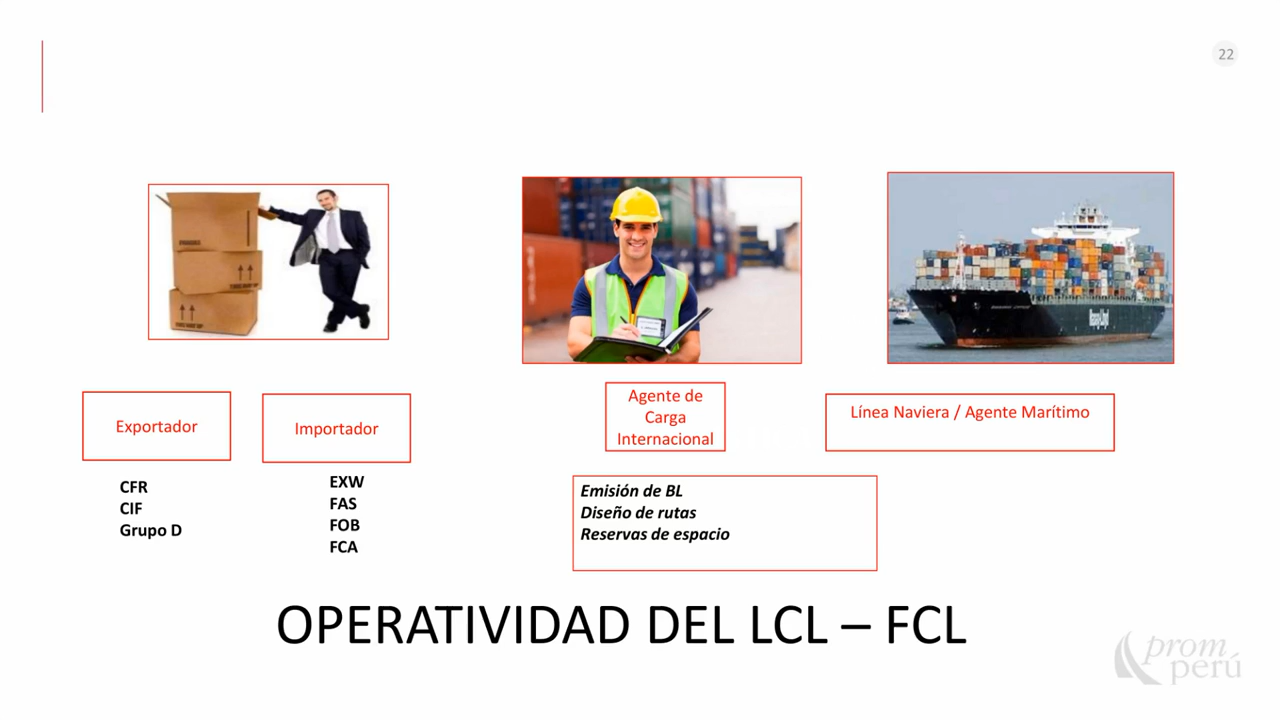 22
Exportador
Importador
Agente de
Carga
Internacional
Línea Naviera / Agente Marítimo
CFR
CIF
Grupo D
EXW
FAS
FOB
FCA
Emisión de BL
Diseño de rutas
Reservas de espacio
OPERATIVIDAD DEL LCL – FCL
prom
perú